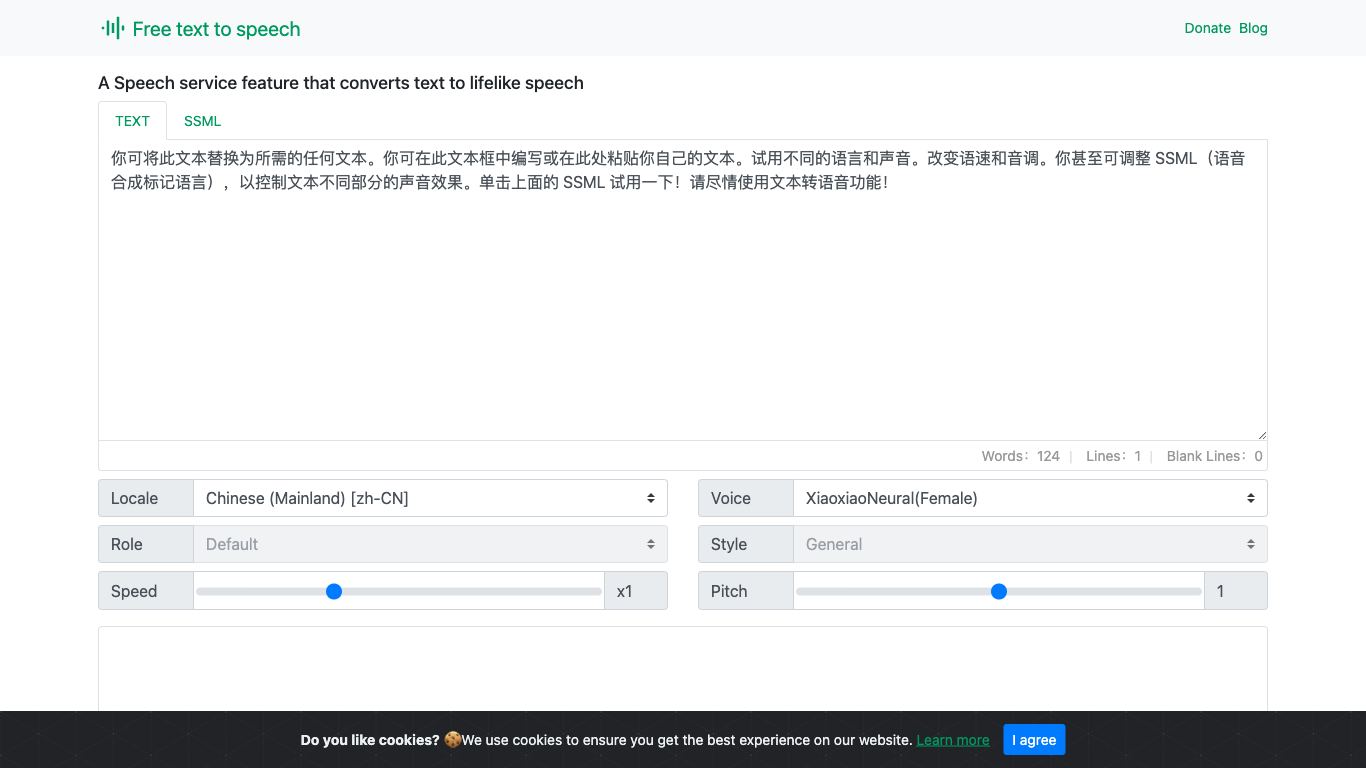 Free text to speech
Donate Blog
A Speech service feature that converts text to lifelike speech
TEXT SSML
你可将此文本替换为所需的任何文本。你可在此文本框中编写或在此处粘贴你自己的文本。试用不同的语言和声音。改变语速和音调。你甚至可调整 SSML（语音
合成标记语言），以控制文本不同部分的声音效果。单击上面的 SSML 试用一下！请尽情使用文本转语音功能！
Words：124 | Lines：1 | Blank Lines：0
Locale Chinese (Mainland) [zh-CN] Voice XiaoxiaoNeural(Female)
Role Default Style General
Speed x1 Pitch 1
Do you like cookies? 🍪We use cookies to ensure you get the best experience on our website. Learn more I agree